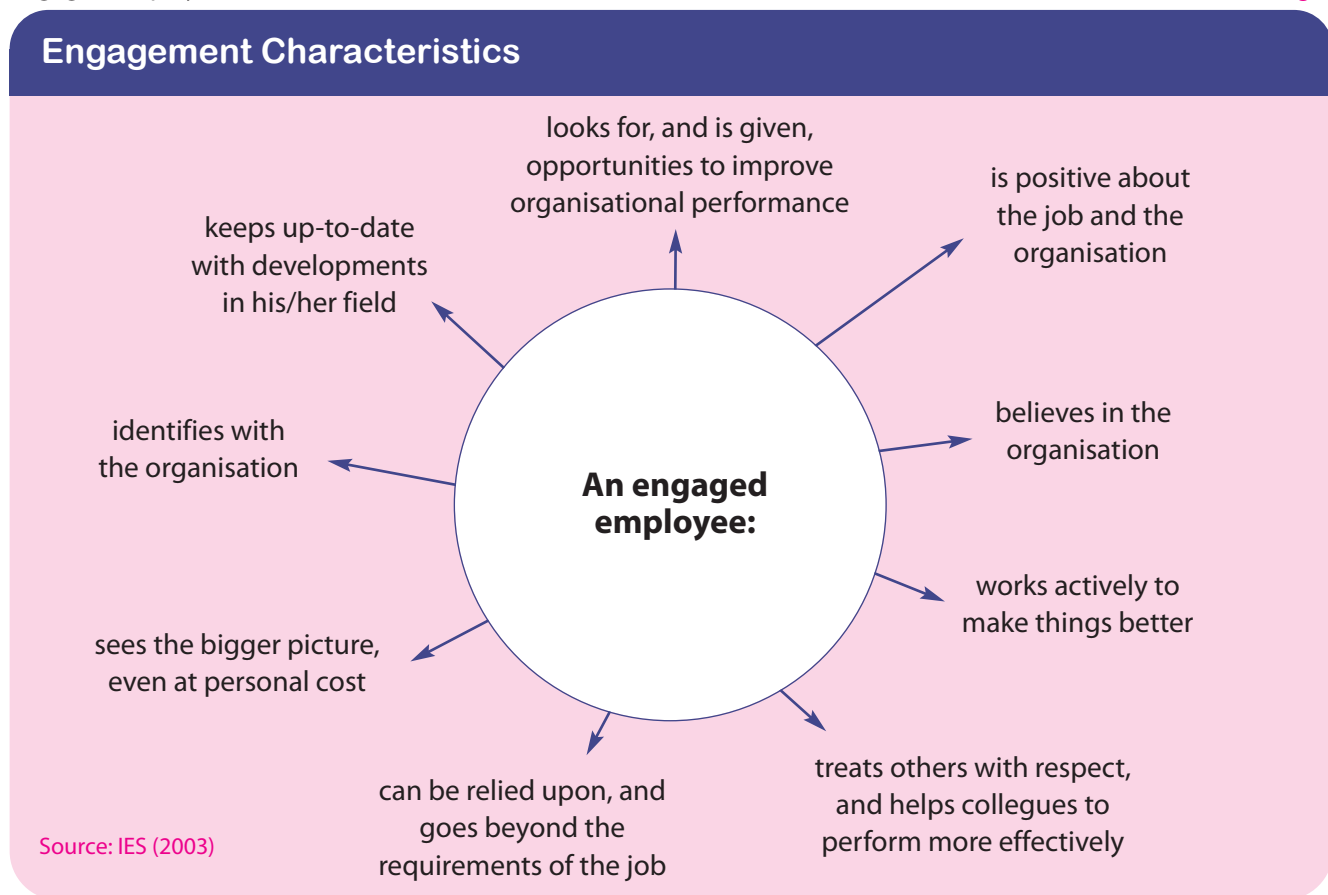 Engagement Characteristics
looks for, and is given,
opportunities to improve
organisational performance
is positive about
the job and the
organisation
believes in the
organisation
works actively to
make things better
treats others with respect,
and helps collegues to
perform more effectively
can be relied upon, and
goes beyond the
requirements of the job
sees the bigger picture,
even at personal cost
identifies with
the organisation
keeps up-to-date
with developments
in his/her field
An engaged
employee:
Source: IES (2003)